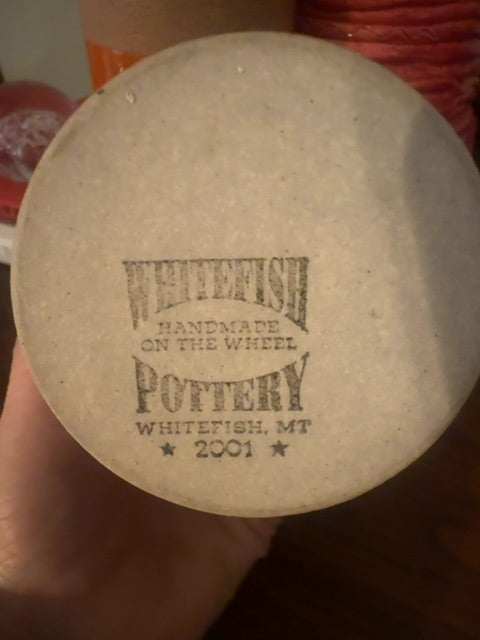 WHITEFISH
HANDMADE
ON THE WHEEL
POTTERY
WHITEFISH, MT
★ 2001 ★